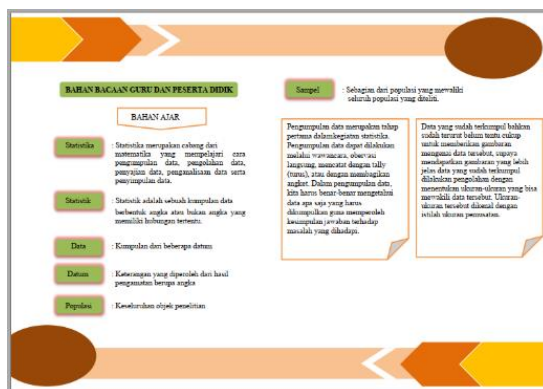 BAHAN BACAAN GURU DAN PESERTA DIDIK
BAHAN AJAR
Statistika : Statistika merupakan cabang dari
matematika yang mempelajari cara
pengumpulan data, pengolahan data,
penyajian data, penganalisaan data serta
penyimpulan data.
Statistik : Statistik adalah sebuah kumpulan data
berbentuk angka atau bukan angka yang
memiliki hubungan tertentu.
Data : Kumpulan dari beberapa datum
Datum : Keterangan yang diperoleh dari hasil
pengamatan berupa angka
Populasi : Keseluruhan objek penelitian
Sampel : Sebagian dari populasi yang mewakili
seluruh populasi yang diteliti.
Pengumpulan data merupakan tahap
pertama dalamkegiatan statistika.
Pengumpulan data dapat dilakukan
melalui wawancara, obervasi
langsung, mencatat dengan tally
(turus), atau dengan membagikan
angket. Dalam pengumpulan data,
kita harus benar-benar mengetahui
data apa saja yang harus
dikumpulkan guna memperoleh
kesimpulan jawaban terhadap
masalah yang dihadapi.
Data yang sudah terkumpul bahkan
sudah terurut belum tentu cukup
untuk memberikan gambaran
mengenai data tersebut, supaya
mendapatkan gambaran yang lebih
jelas data yang sudah terkumpul
dilakukan pengolahan dengan
menentukan ukuran-ukuran yang bisa
mewakili data tersebut. Ukuran-
ukuran tersebut dikenal dengan
istilah ukuran pemusatan.